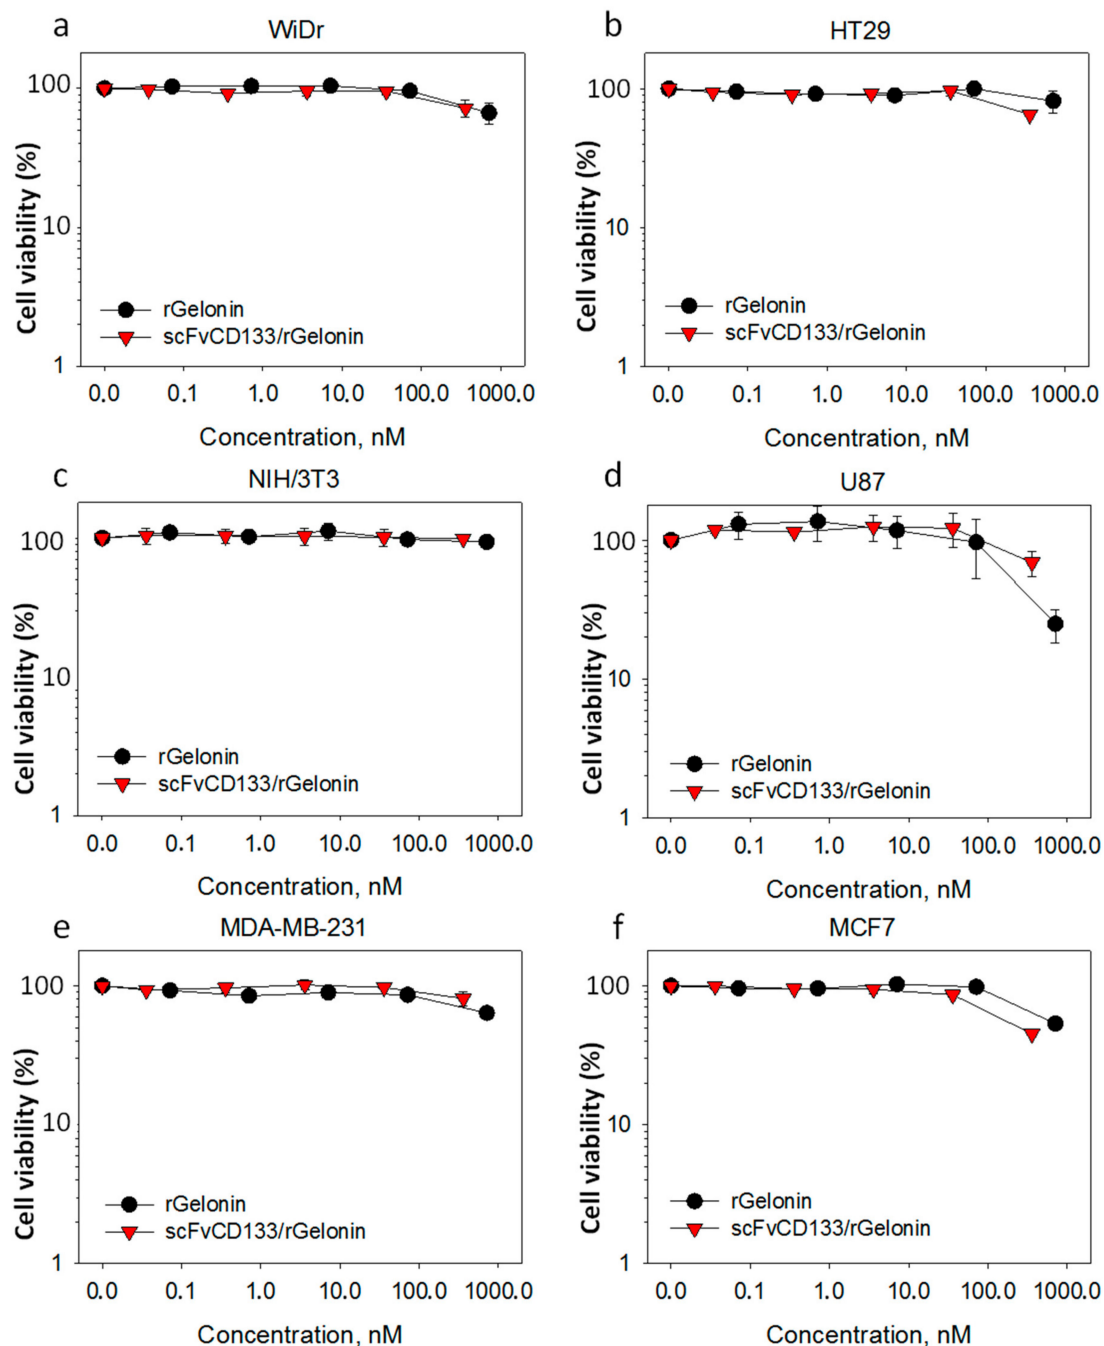 a
WiDr
Cell viability (%)
100
10
1
rGelonin
scFvCD133/rGelonin
0.0 0.1 1.0 10.0 100.0 1000.0
Concentration, nM
b
HT29
Cell viability (%)
100
10
1
rGelonin
scFvCD133/rGelonin
0.0 0.1 1.0 10.0 100.0 1000.0
Concentration, nM
c
NIH/3T3
Cell viability (%)
100
10
1
rGelonin
scFvCD133/rGelonin
0.0 0.1 1.0 10.0 100.0 1000.0
Concentration, nM
d
U87
Cell viability (%)
100
10
1
rGelonin
scFvCD133/rGelonin
0.0 0.1 1.0 10.0 100.0 1000.0
Concentration, nM
e
MDA-MB-231
Cell viability (%)
100
10
1
rGelonin
scFvCD133/rGelonin
0.0 0.1 1.0 10.0 100.0 1000.0
Concentration, nM
f
MCF7
Cell viability (%)
100
10
1
rGelonin
scFvCD133/rGelonin
0.0 0.1 1.0 10.0 100.0 1000.0
Concentration, nM